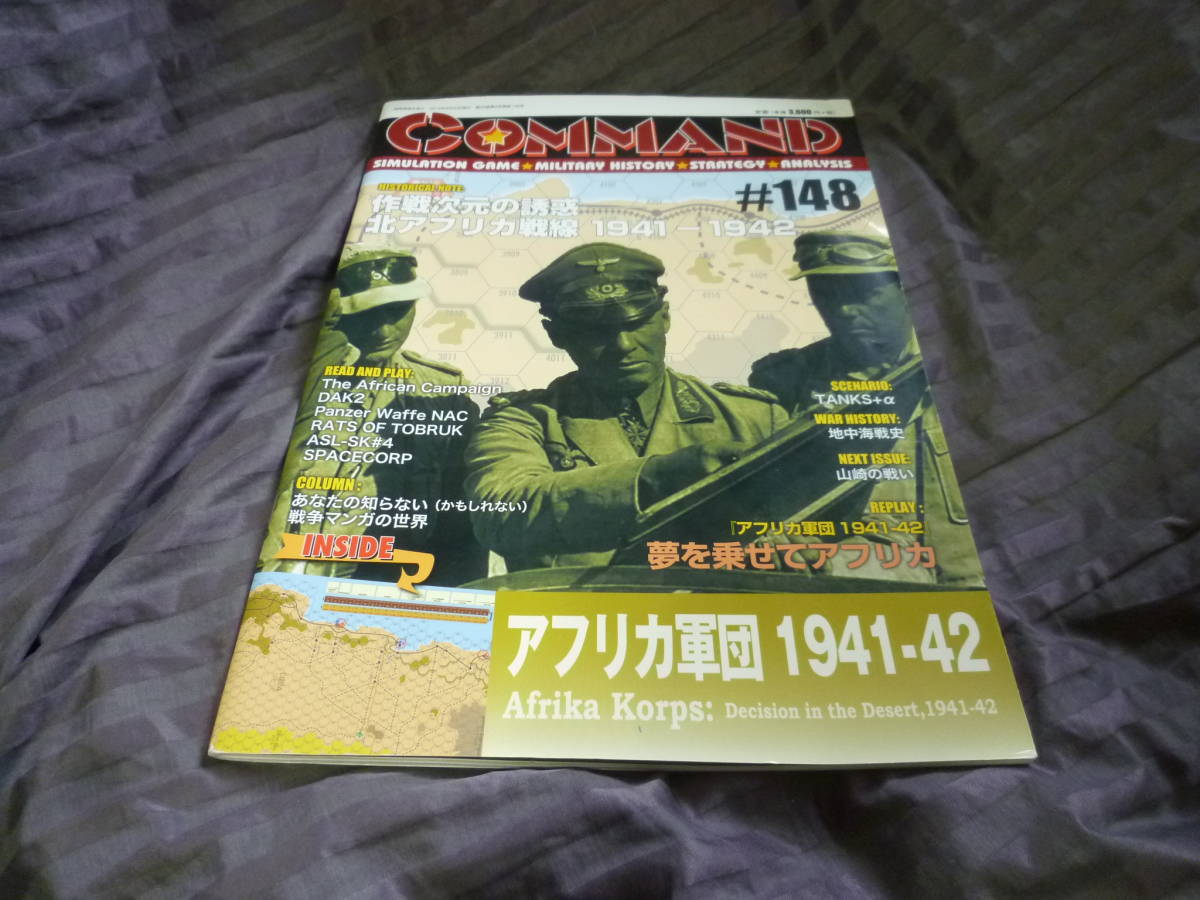 3,600
COMMAND
SIMULATION GAME★MILITARY HISTORY★STRATEGY★ANALYSIS
#148
HISTORICAL NOTE:
作戦次元の誘惑
北アフリカ戦線 1941－1942
READ AND PLAY:
The African Campaign
DAK2
Panzer Waffe NAC
RATS OF TOBRUK
ASL-SK#4
SPACECORP
COLUMN:
あなたの知らない（かもしれない）
戦争マンガの世界
INSIDE
SCENARIO:
TANKS+α
WAR HISTORY:
地中海戦史
NEXT ISSUE:
山崎の戦い
REPLAY:
『アフリカ軍団 1941-42
夢を乗せてアフリカ
アフリカ軍団 1941-42
Afrika Korps: Decision in the Desert,1941-42